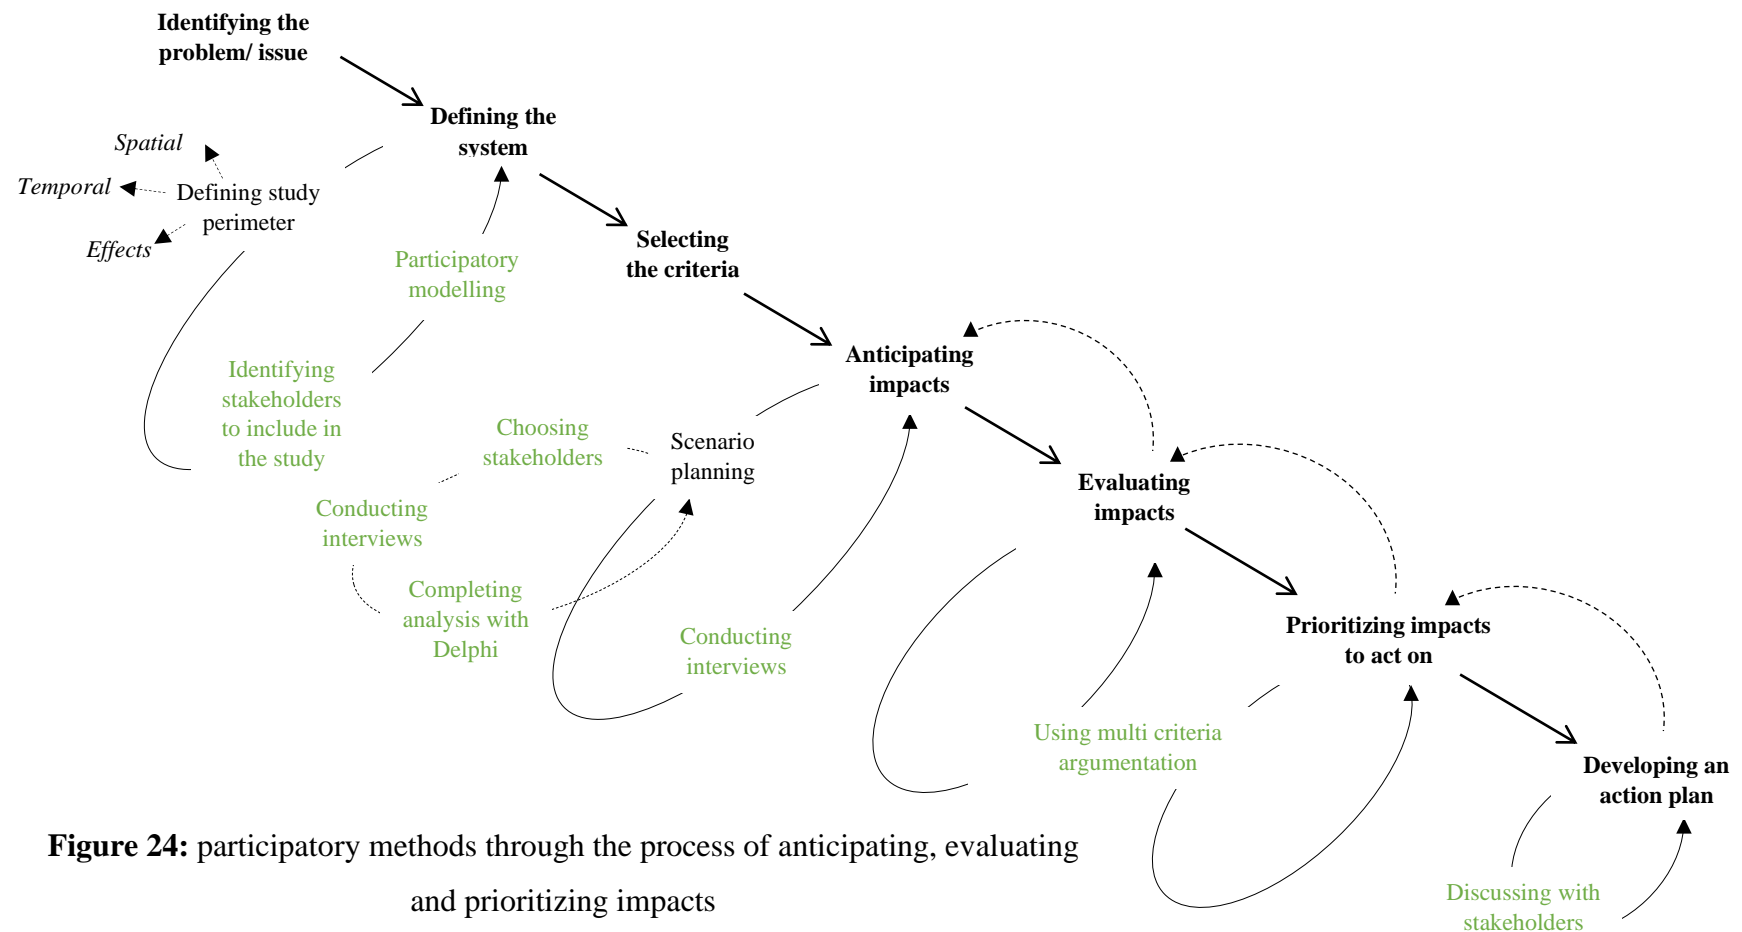 Identifying the
problem/ issue
Defining the
system
Spatial
Temporal
Effects
Defining study
perimeter
Participatory
modelling
Identifying
stakeholders
to include in
the study
Selecting
the criteria
Anticipating
impacts
Scenario
planning
Choosing
stakeholders
Conducting
interviews
Completing
analysis with
Delphi
Conducting
interviews
Evaluating
impacts
Using multi criteria
argumentation
Prioritizing impacts
to act on
Developing an
action plan
Discussing with
stakeholders
Figure 24: participatory methods through the process of anticipating, evaluating
and prioritizing impacts